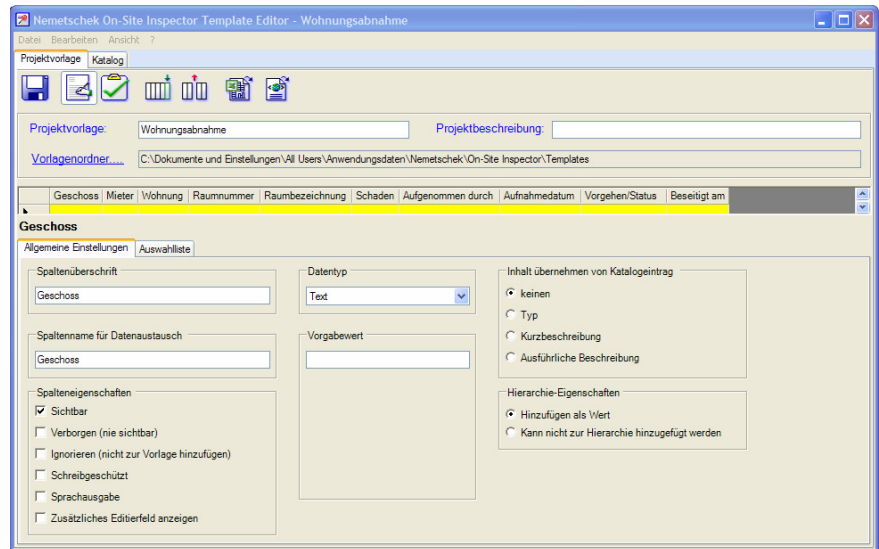 Nemetschek On-Site Inspector Template Editor - Wohnungsabnahme
Datei Bearbeiten Ansicht ?
Projektvorlage Katalog
Projektvorlage: Wohnungsabnahme Projektbeschreibung:
Vorlagenordner..... C:\Dokumente und Einstellungen\All Users\Anwendungsdaten\Nemetschek\On-Site Inspector\Templates
Geschoss Mieter Wohnung Raumnummer Raumbezeichnung Schaden Aufgenommen durch Aufnahmedatum Vorgehen/Status Beseitigt am
Geschoss
Allgemeine Einstellungen Auswahlliste
Spaltenüberschrift Datentyp Inhalt übernehmen von Katalogeintrag
Geschoss Text keinen
Typ
Spaltenname für Datenaustausch Vorgabewert Kurzbeschreibung
Geschoss Ausführliche Beschreibung
Spalteneigenschaften Hierarchie-Eigenschaften
Sichtbar Hinzufügen als Wert
Verborgen (nie sichtbar) Kann nicht zur Hierarchie hinzugefügt werden
Ignorieren (nicht zur Vorlage hinzufügen)
Schreibgeschützt
Sprachausgabe
Zusätzliches Editierfeld anzeigen